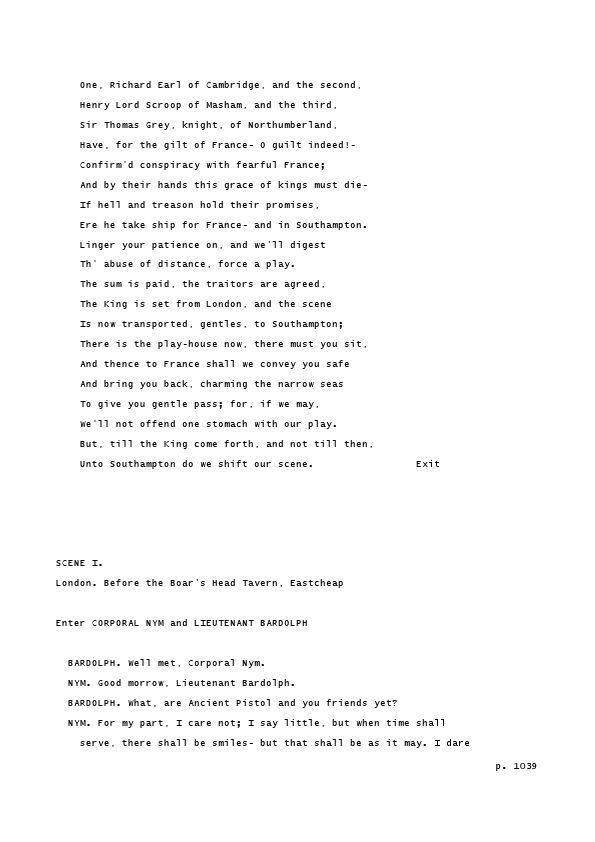 One, Richard Earl of Cambridge, and the second,
Henry Lord Scroop of Masham, and the third,
Sir Thomas Grey, knight, of Northumberland,
Have, for the gilt of France- O guilt indeed!-
Confirm'd conspiracy with fearful France;
And by their hands this grace of kings must die-
If hell and treason hold their promises,
Ere he take ship for France- and in Southampton.
Linger your patience on, and we'll digest
Th' abuse of distance, force a play.
The sum is paid, the traitors are agreed,
The King is set from London, and the scene
Is now transported, gentles, to Southampton;
There is the play-house now, there must you sit,
And thence to France shall we convey you safe
And bring you back, charming the narrow seas
To give you gentle pass; for, if we may,
We'll not offend one stomach with our play.
But, till the King come forth, and not till then,
Unto Southampton do we shift our scene. Exit
SCENE I.
London. Before the Boar's Head Tavern, Eastcheap
Enter CORPORAL NYM and LIEUTENANT BARDOLPH
BARDOLPH. Well met, Corporal Nym.
NYM. Good morrow, Lieutenant Bardolph.
BARDOLPH. What, are Ancient Pistol and you friends yet?
NYM. For my part, I care not; I say little, but when time shall
serve, there shall be smiles- but that shall be as it may. I dare
p. 1039